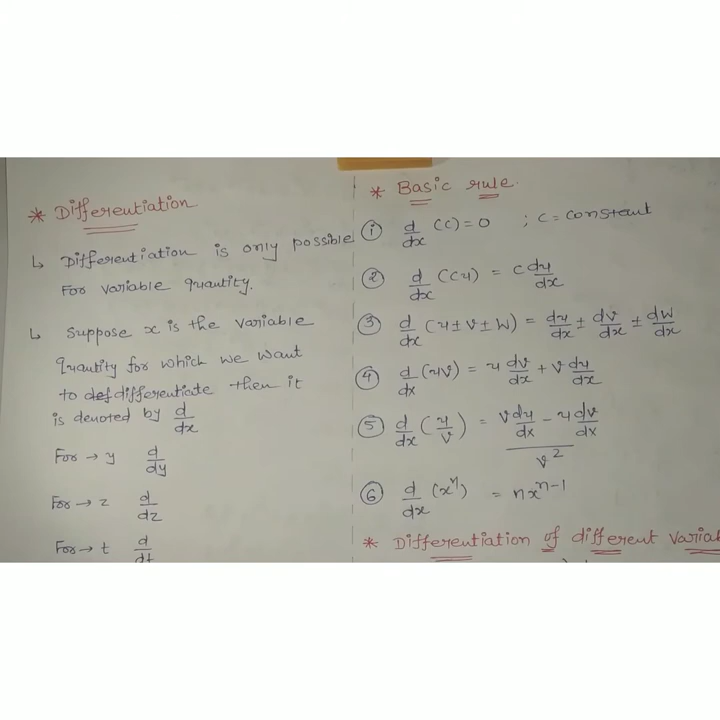 * Differentiation
↳ Differentiation is only possible
For variable quantity.
↳ Suppose x is the variable
quantity for which we want
to def differentiate then it
is denoted by d/dx
For → y d/dy
For → z d/dz
For → t d/dt
* Basic rule.
① d/dx (c) = 0 ; c = constant
② d/dx (cu) = c du/dx
③ d/dx (u ± v ± w) = du/dx ± dv/dx ± dw/dx
④ d/dx (uv) = u dv/dx + v du/dx
⑤ d/dx (u/v) = (v du/dx - u dv/dx) / v²
⑥ d/dx (xⁿ) = nxⁿ⁻¹
* Differentiation of different